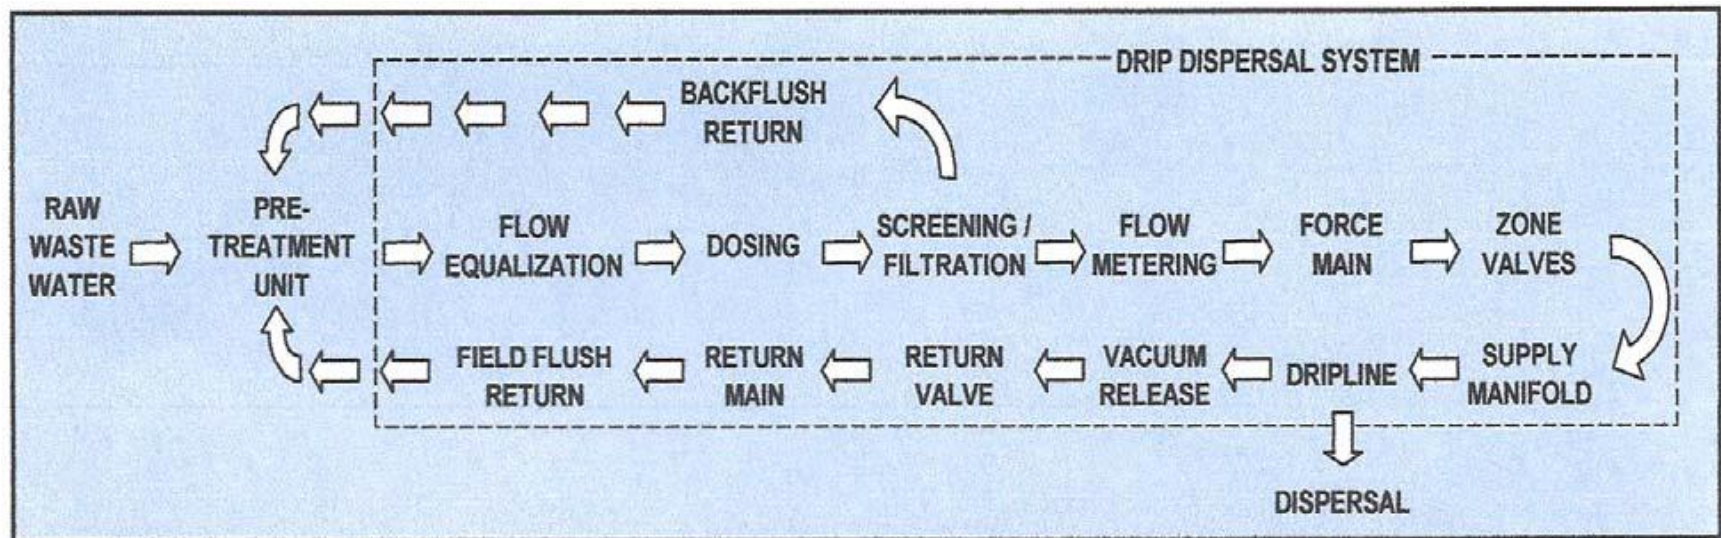 DRIP DISPERSAL SYSTEM
BACKFLUSH
RETURN
RAW
WASTE
WATER
PRE-
TREATMENT
UNIT
FLOW
EQUALIZATION
DOSING
SCREENING /
FILTRATION
FLOW
METERING
FORCE
MAIN
ZONE
VALVES
SUPPLY
MANIFOLD
DRIPLINE
VACUUM
RELEASE
RETURN
VALVE
RETURN
MAIN
FIELD FLUSH
RETURN
DISPERSAL